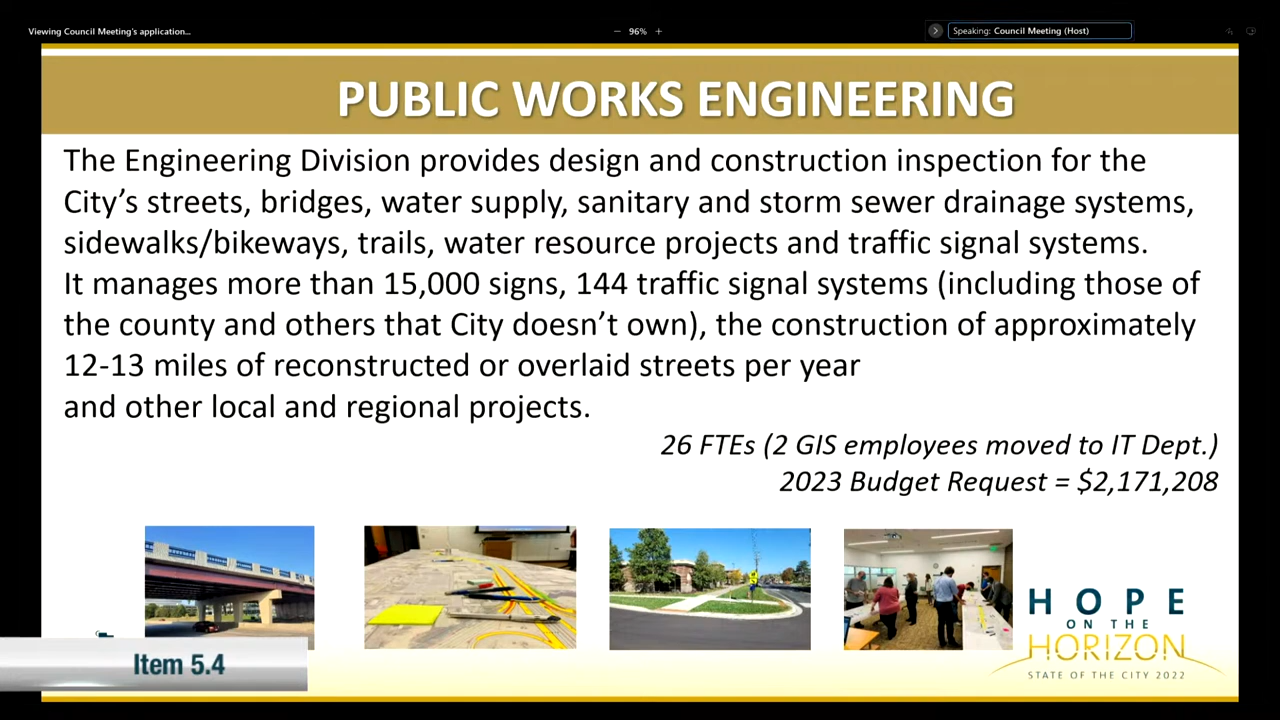 Viewing Council Meeting's application...
− 96% +
Speaking: Council Meeting (Host)
PUBLIC WORKS ENGINEERING
The Engineering Division provides design and construction inspection for the
City’s streets, bridges, water supply, sanitary and storm sewer drainage systems,
sidewalks/bikeways, trails, water resource projects and traffic signal systems.
It manages more than 15,000 signs, 144 traffic signal systems (including those of
the county and others that City doesn’t own), the construction of approximately
12-13 miles of reconstructed or overlaid streets per year
and other local and regional projects.
26 FTEs (2 GIS employees moved to IT Dept.)
2023 Budget Request = $2,171,208
HOPE
ON THE
HORIZON
STATE OF THE CITY 2022
Item 5.4